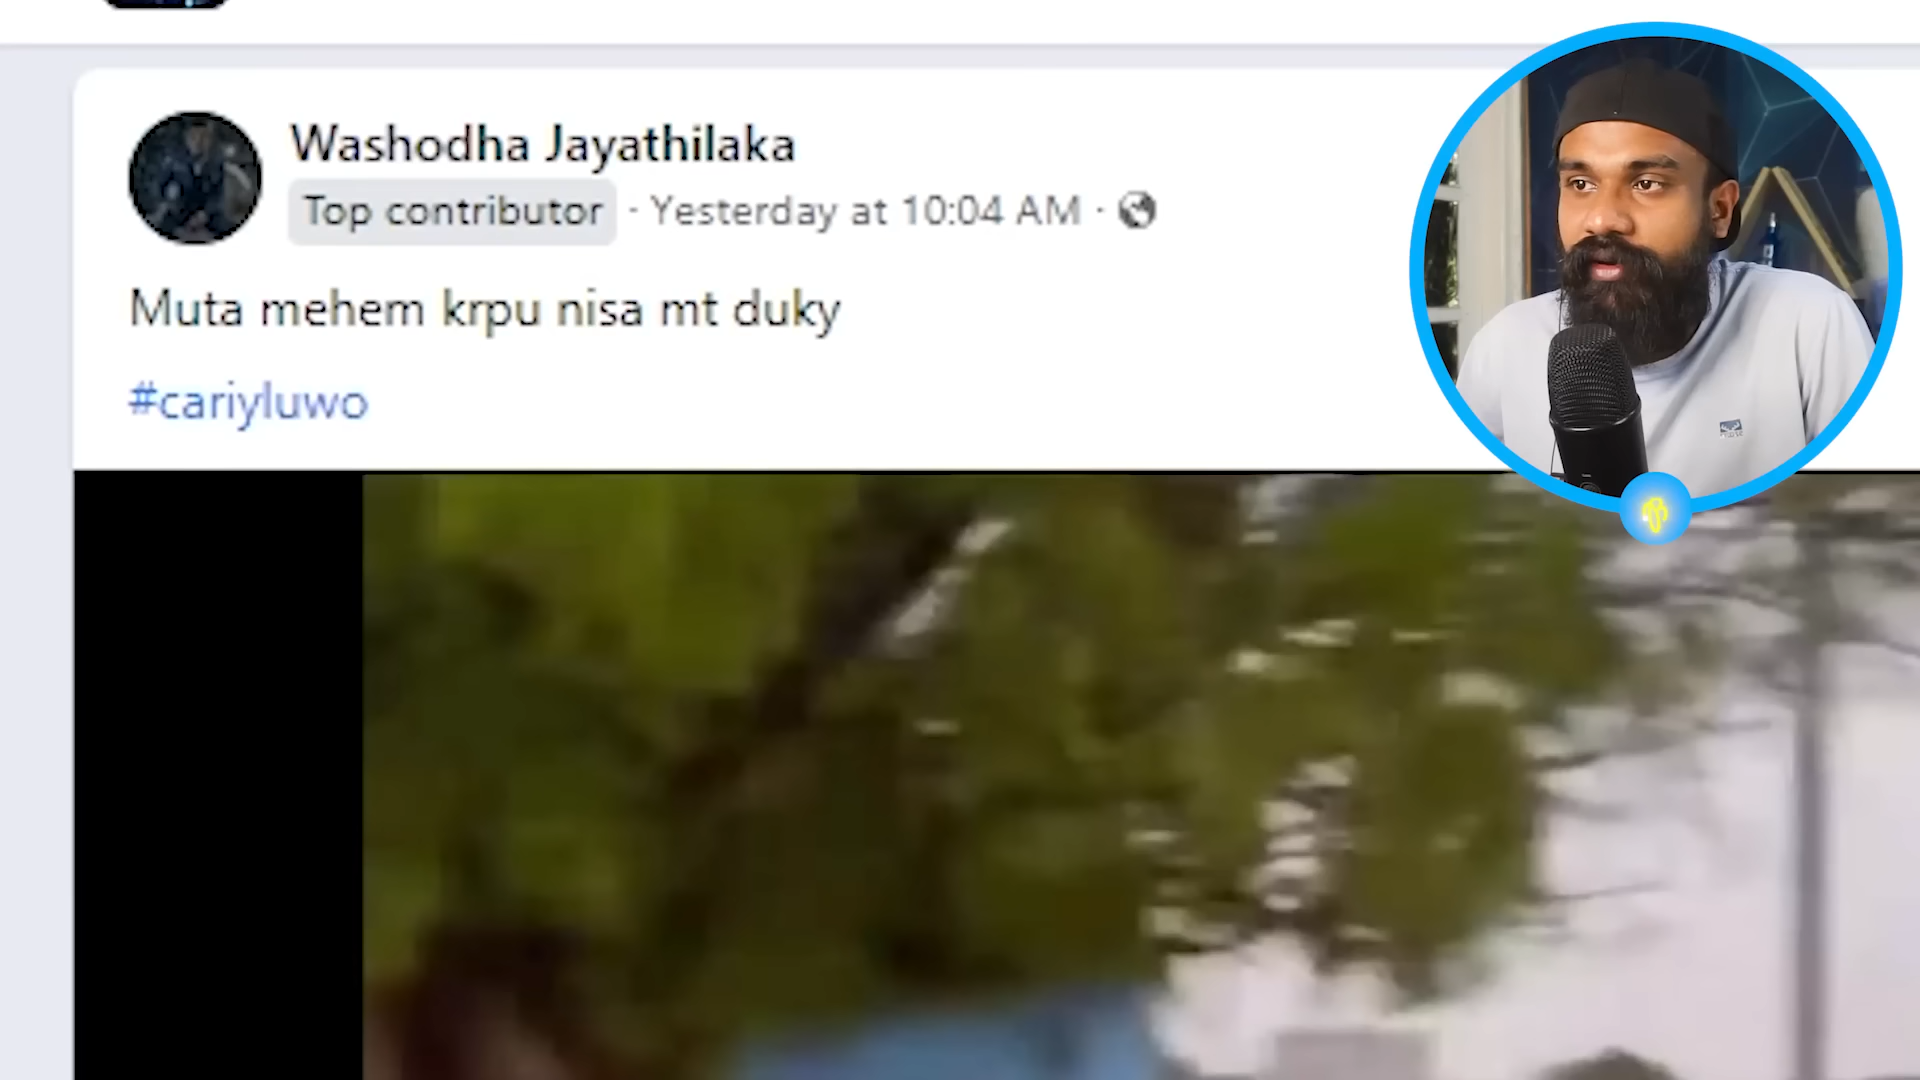 Washodha Jayathilaka
Top contributor · Yesterday at 10:04 AM ·
Muta mehem krpu nisa mt duky
#cariyluwo